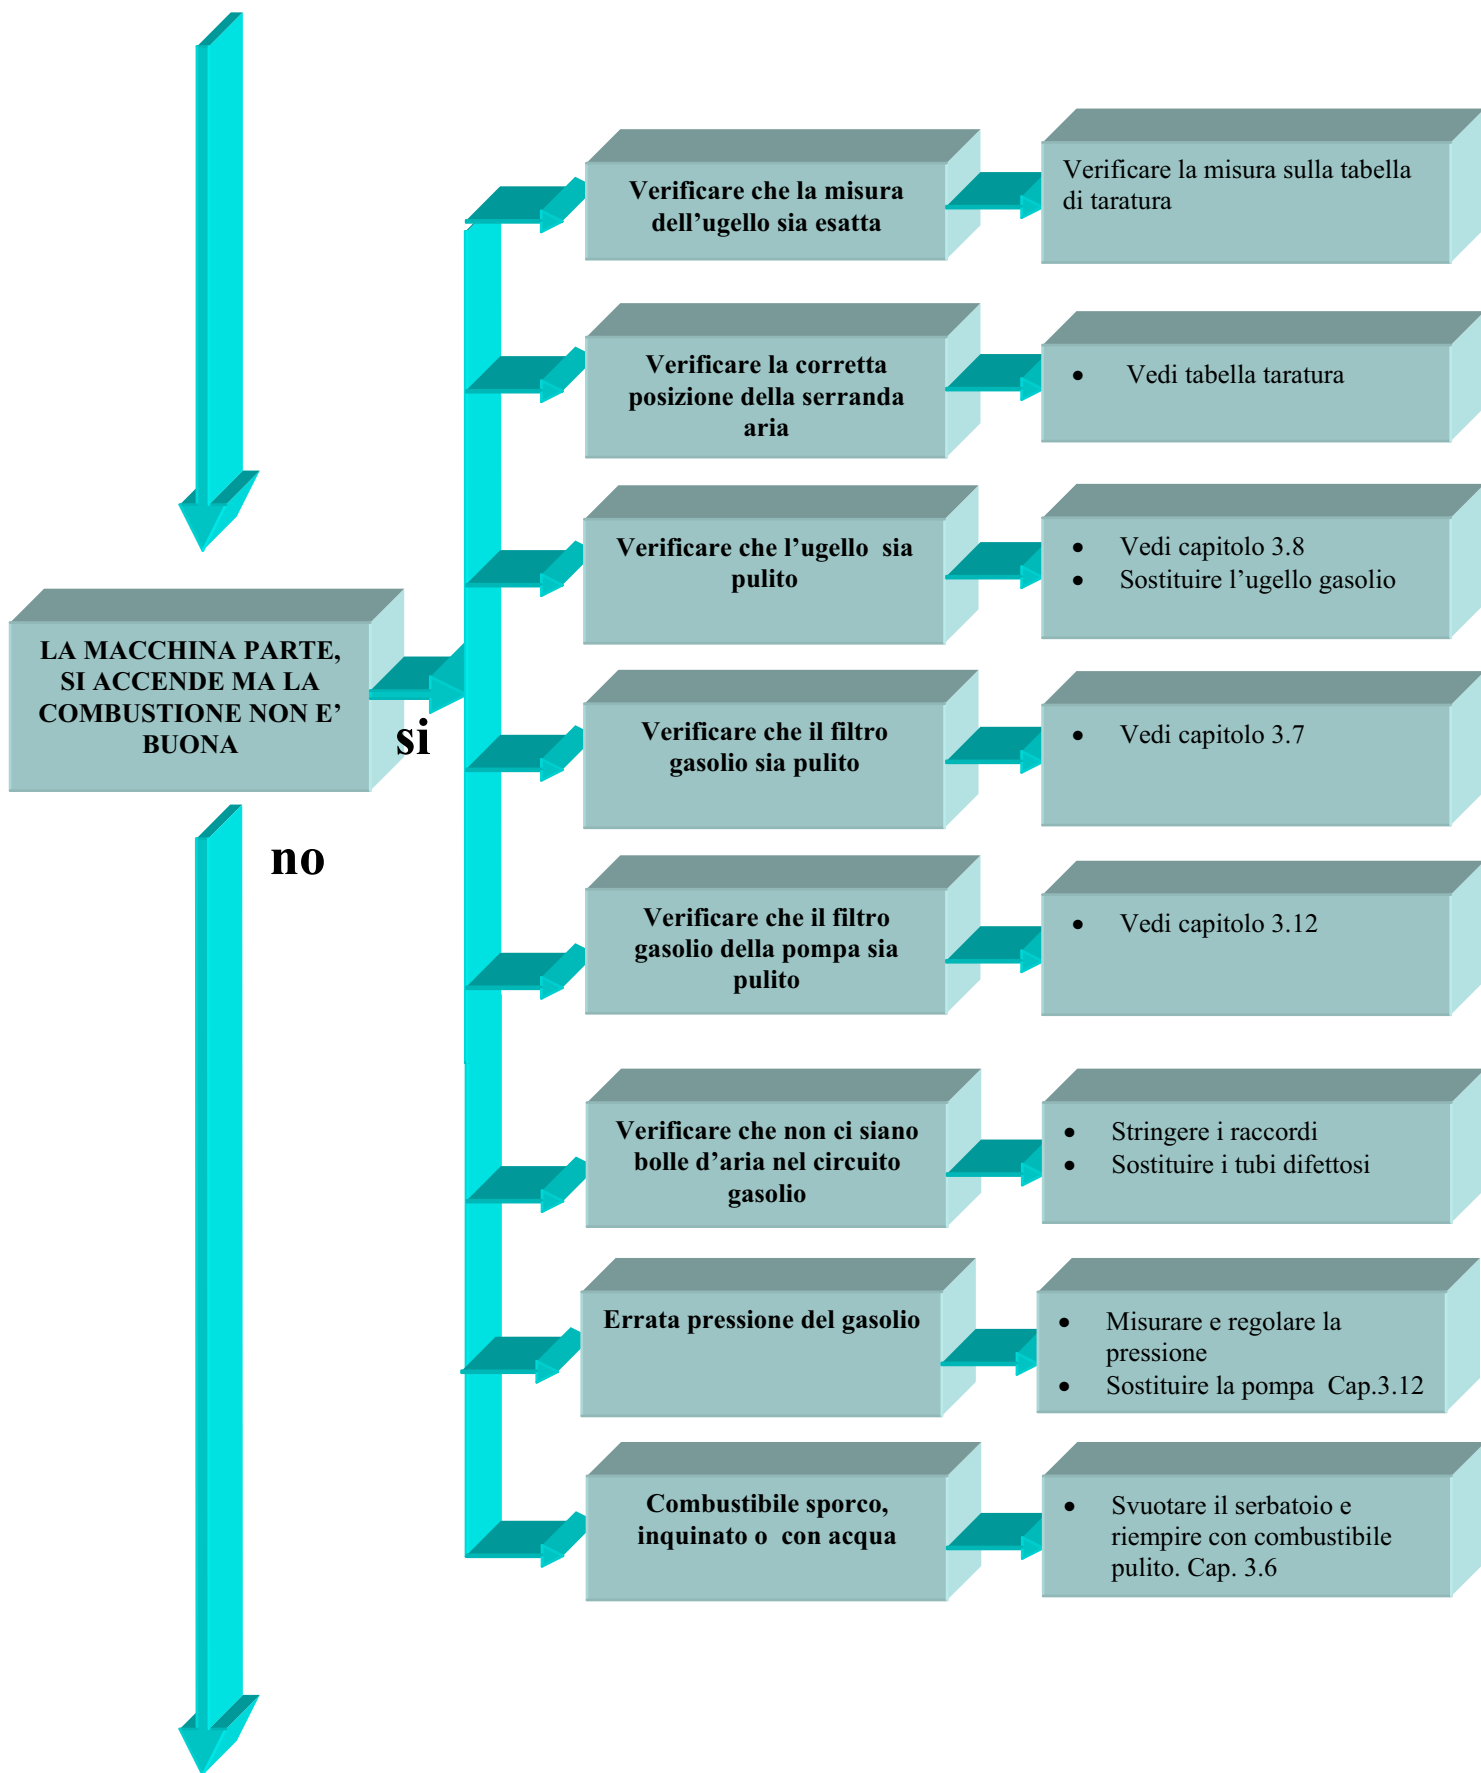 Verificare che la misura
dell’ugello sia esatta
Verificare la misura sulla tabella
di taratura
Verificare la corretta
posizione della serranda
aria
• Vedi tabella taratura
Verificare che l’ugello  sia
pulito
• Vedi capitolo 3.8
• Sostituire l’ugello gasolio
LA MACCHINA PARTE,
SI ACCENDE MA LA
COMBUSTIONE NON E’
BUONA
si
no
Verificare che il filtro
gasolio sia pulito
• Vedi capitolo 3.7
Verificare che il filtro
gasolio della pompa sia
pulito
• Vedi capitolo 3.12
Verificare che non ci siano
bolle d’aria nel circuito
gasolio
• Stringere i raccordi
• Sostituire i tubi difettosi
Errata pressione del gasolio
• Misurare e regolare la
pressione
• Sostituire la pompa  Cap.3.12
Combustibile sporco,
inquinato o  con acqua
• Svuotare il serbatoio e
riempire con combustibile
pulito. Cap. 3.6